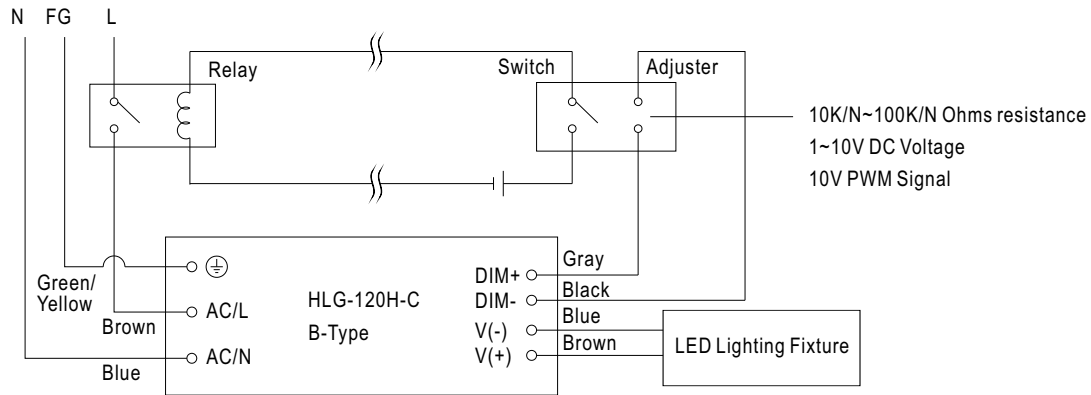 N FG L
Relay
Switch
Adjuster
10K/N~100K/N Ohms resistance
1~10V DC Voltage
10V PWM Signal
Green/
Yellow
Brown
Blue
AC/L
AC/N
HLG-120H-C
B-Type
DIM+
DIM-
V(-)
V(+)
Gray
Black
Blue
Brown
LED Lighting Fixture